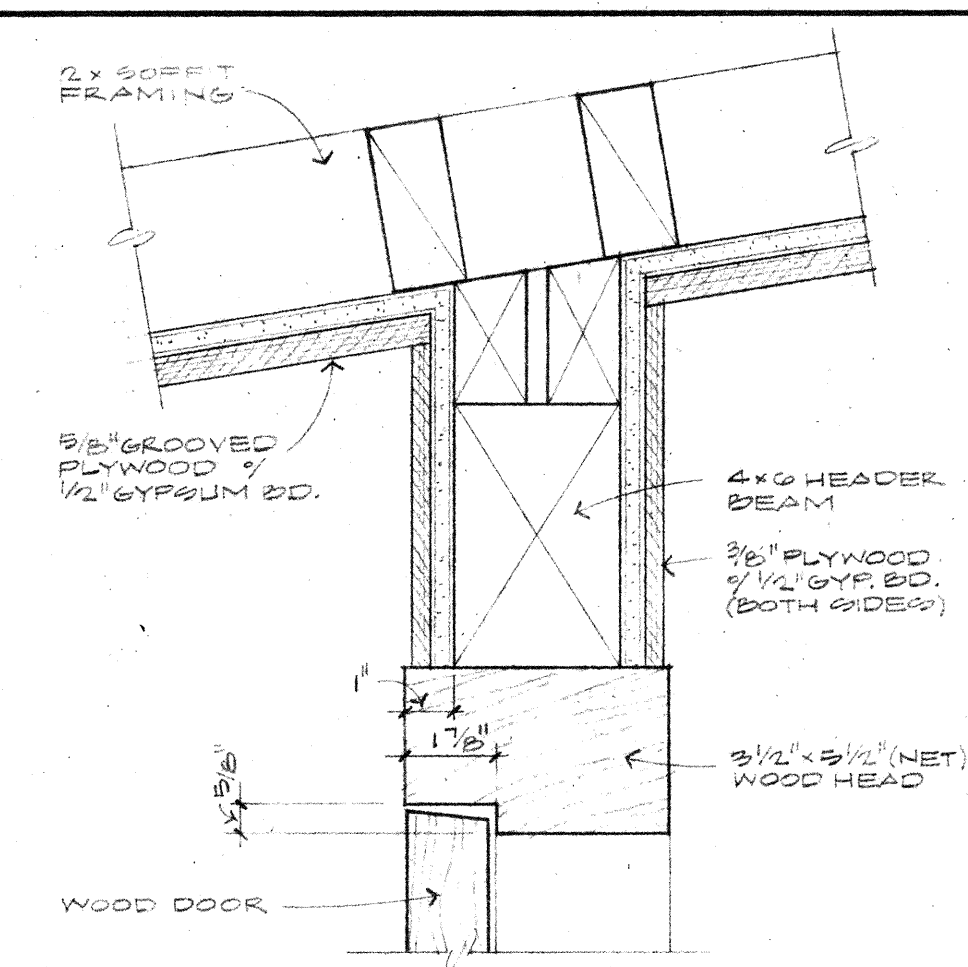 2 x SOFFIT
FRAMING
5/8" GROOVED
PLYWOOD o/
1/2" GYPSUM BD.
4x6 HEADER
BEAM
3/8" PLYWOOD
o/ 1/2" GYP. BD.
(BOTH SIDES)
1"
1 7/8"
5/8"
3 1/2" x 5 1/2" (NET)
WOOD HEAD
WOOD DOOR